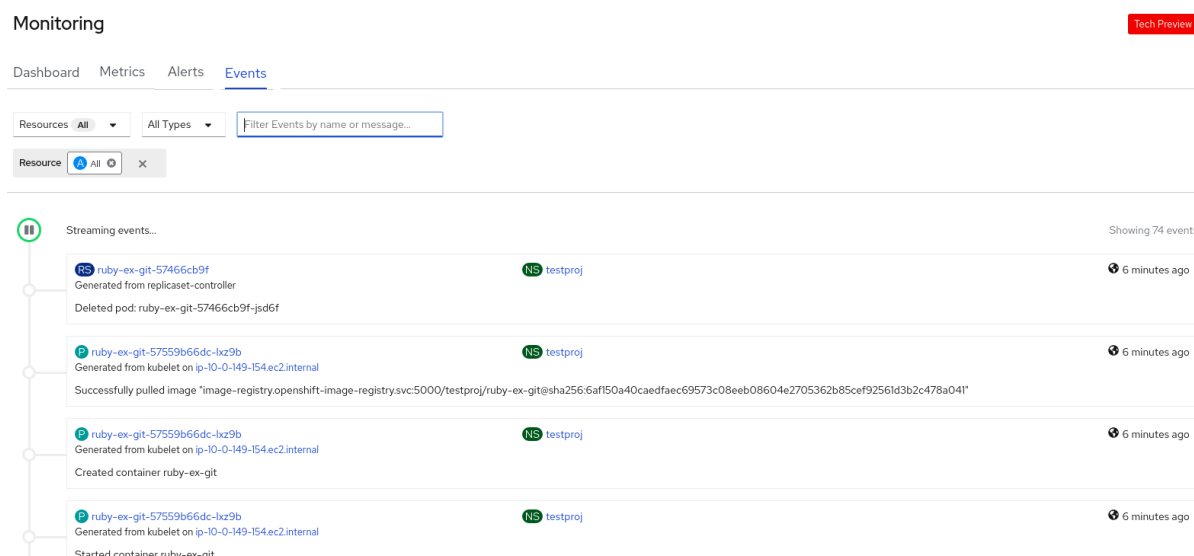 Monitoring
Tech Preview
Dashboard Metrics Alerts Events
Resources All All Types Filter Events by name or message...
Resource A All
Streaming events... Showing 74 events
RS ruby-ex-git-57466cb9f NS testproj 6 minutes ago
Generated from replicaset-controller
Deleted pod: ruby-ex-git-57466cb9f-jsd6f
P ruby-ex-git-57559b66dc-lxz9b NS testproj 6 minutes ago
Generated from kubelet on ip-10-0-149-154.ec2.internal
Successfully pulled image "image-registry.openshift-image-registry.svc:5000/testproj/ruby-ex-git@sha256:6af150a40caedfaec69573c08eeb08604e2705362b85cef92561d3b2c478a041"
P ruby-ex-git-57559b66dc-lxz9b NS testproj 6 minutes ago
Generated from kubelet on ip-10-0-149-154.ec2.internal
Created container ruby-ex-git
P ruby-ex-git-57559b66dc-lxz9b NS testproj 6 minutes ago
Generated from kubelet on ip-10-0-149-154.ec2.internal
Started container ruby-ex-git